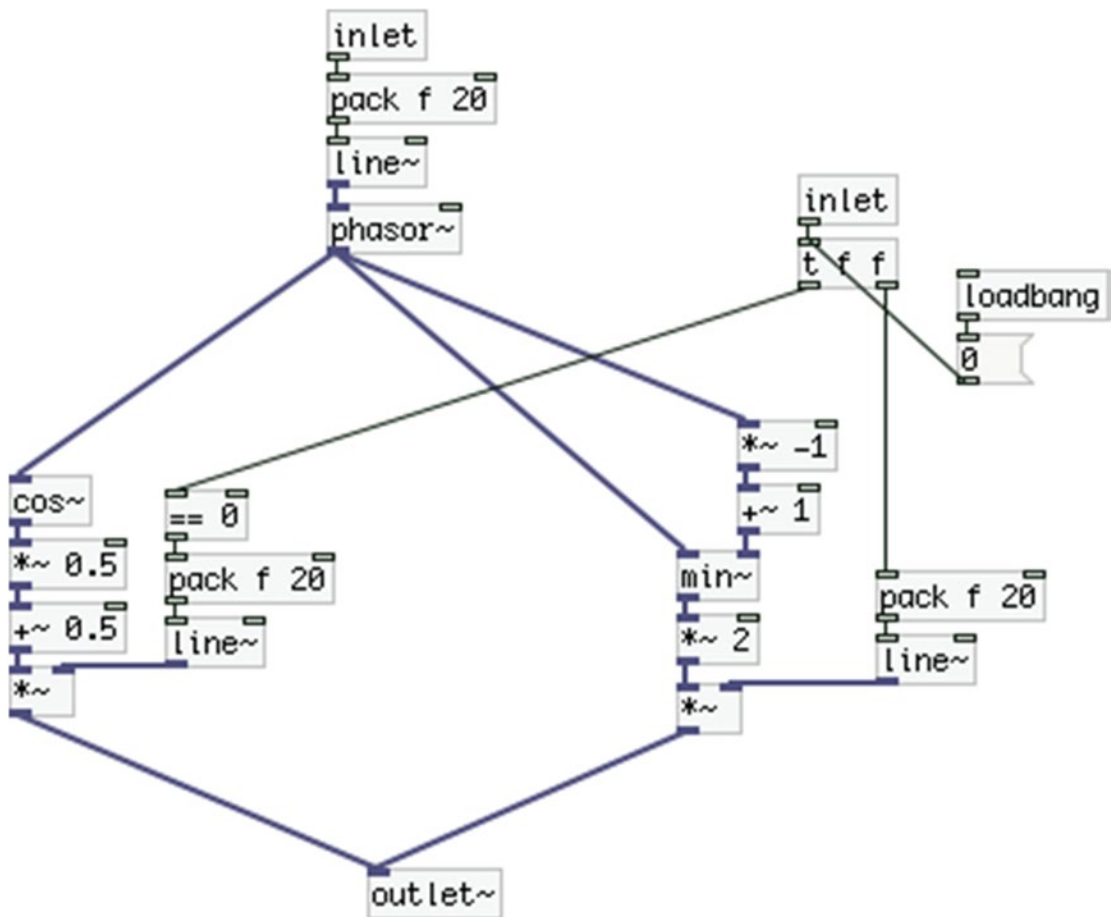 inlet
pack f 20
line~
phasor~
inlet
t f f
loadbang
0
*~ -1
+~ 1
cos~
*~ 0.5
+~ 0.5
*~
== 0
pack f 20
line~
min~
*~ 2
*~
pack f 20
line~
outlet~